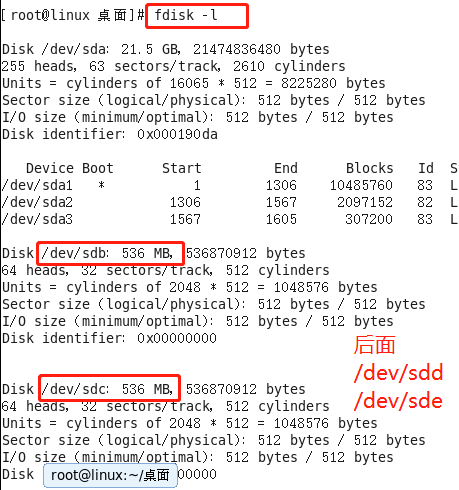 [root@linux 桌面]# fdisk -l
Disk /dev/sda: 21.5 GB, 21474836480 bytes
255 heads, 63 sectors/track, 2610 cylinders
Units = cylinders of 16065 * 512 = 8225280 bytes
Sector size (logical/physical): 512 bytes / 512 bytes
I/O size (minimum/optimal): 512 bytes / 512 bytes
Disk identifier: 0x000190da
Device Boot Start End Blocks Id S
/dev/sda1 * 1 1306 10485760 83 L
/dev/sda2 1306 1567 2097152 82 L
/dev/sda3 1567 1605 307200 83 L
Disk /dev/sdb: 536 MB, 536870912 bytes
64 heads, 32 sectors/track, 512 cylinders
Units = cylinders of 2048 * 512 = 1048576 bytes
Sector size (logical/physical): 512 bytes / 512 bytes
I/O size (minimum/optimal): 512 bytes / 512 bytes
Disk identifier: 0x00000000
后面
/dev/sdd
/dev/sde
Disk /dev/sdc: 536 MB, 536870912 bytes
64 heads, 32 sectors/track, 512 cylinders
Units = cylinders of 2048 * 512 = 1048576 bytes
Sector size (logical/physical): 512 bytes / 512 bytes
I/O size (minimum/optimal): 512 bytes / 512 bytes
Disk 00000
root@linux:~/桌面